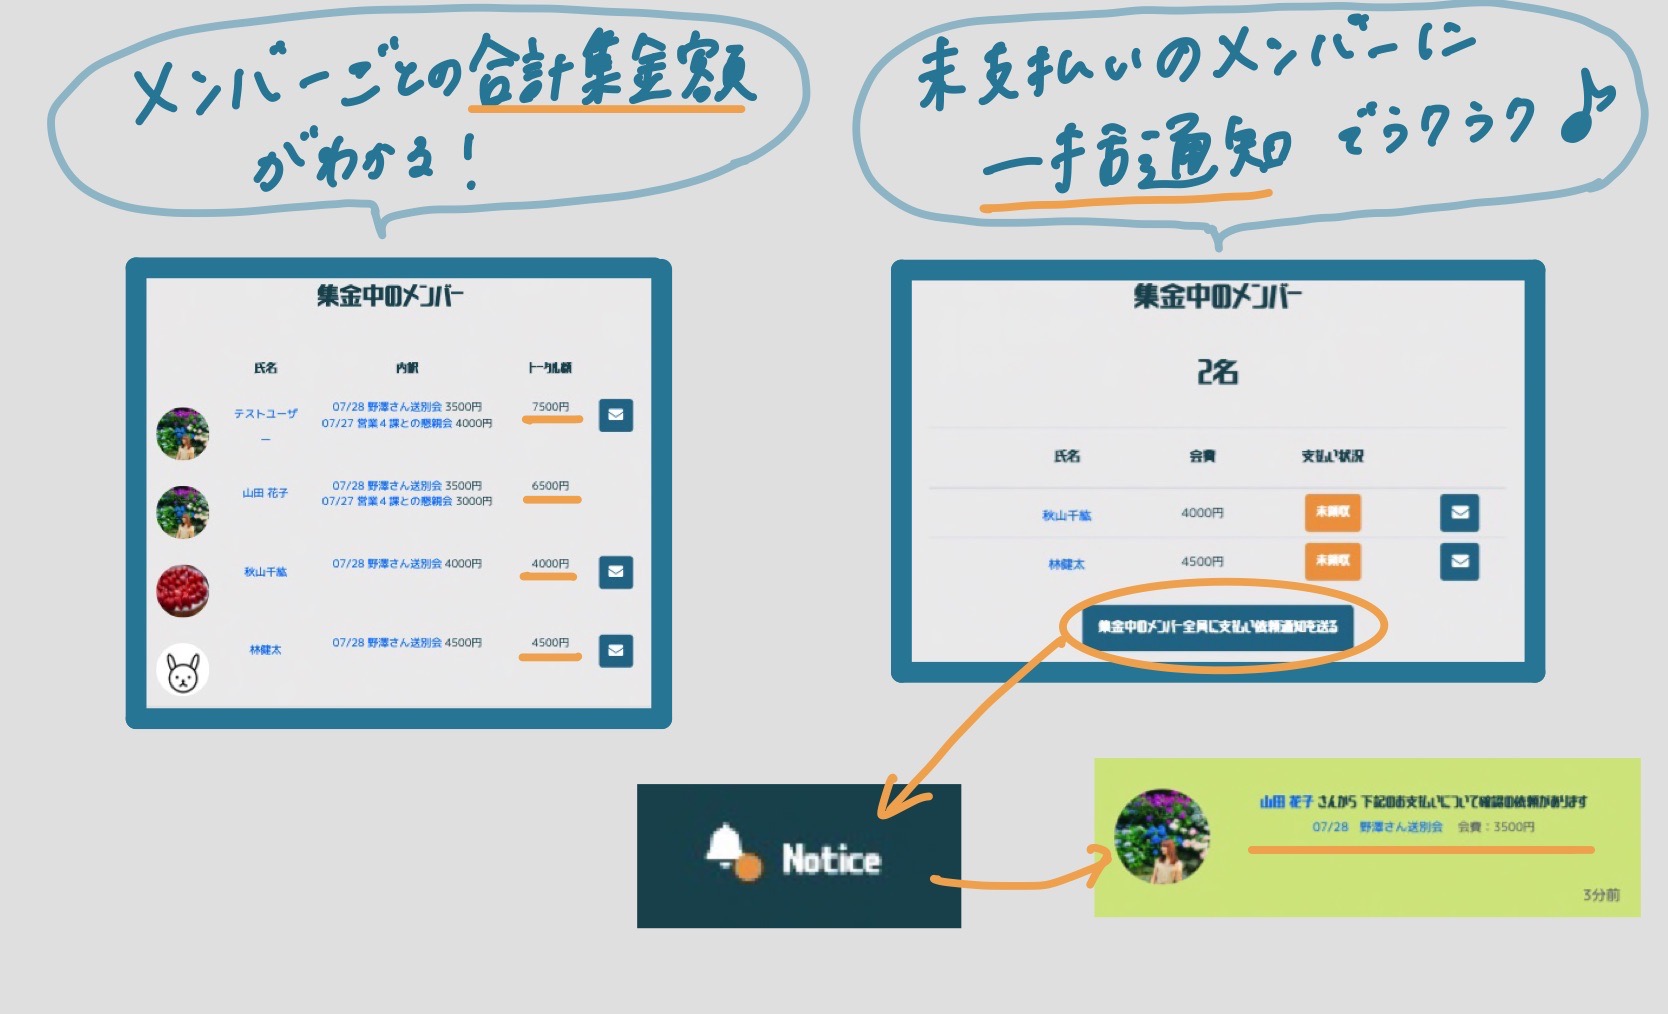 メンバーごとの合計集金額
がわかる!
未支払いのメンバーに
一括通知でラクラク♪
集金中のメンバー
氏名 内訳 トータル額
テストユーザ
ー
07/28 野澤さん送別会 3500円
07/27 営業4課との懇親会 4000円
7500円
山田 花子
07/28 野澤さん送別会 3500円
07/27 営業4課との懇親会 3000円
6500円
秋山千紘 07/28 野澤さん送別会 4000円 4000円
林健太 07/28 野澤さん送別会 4500円 4500円
集金中のメンバー
2名
氏名 会費 支払い状況
秋山千紘 4000円 未領収
林健太 4500円 未領収
集金中のメンバー全員に支払い依頼通知を送る
Notice
山田 花子 さんから 下記のお支払いについて確認の依頼があります
07/28 野澤さん送別会 会費:3500円
3分前